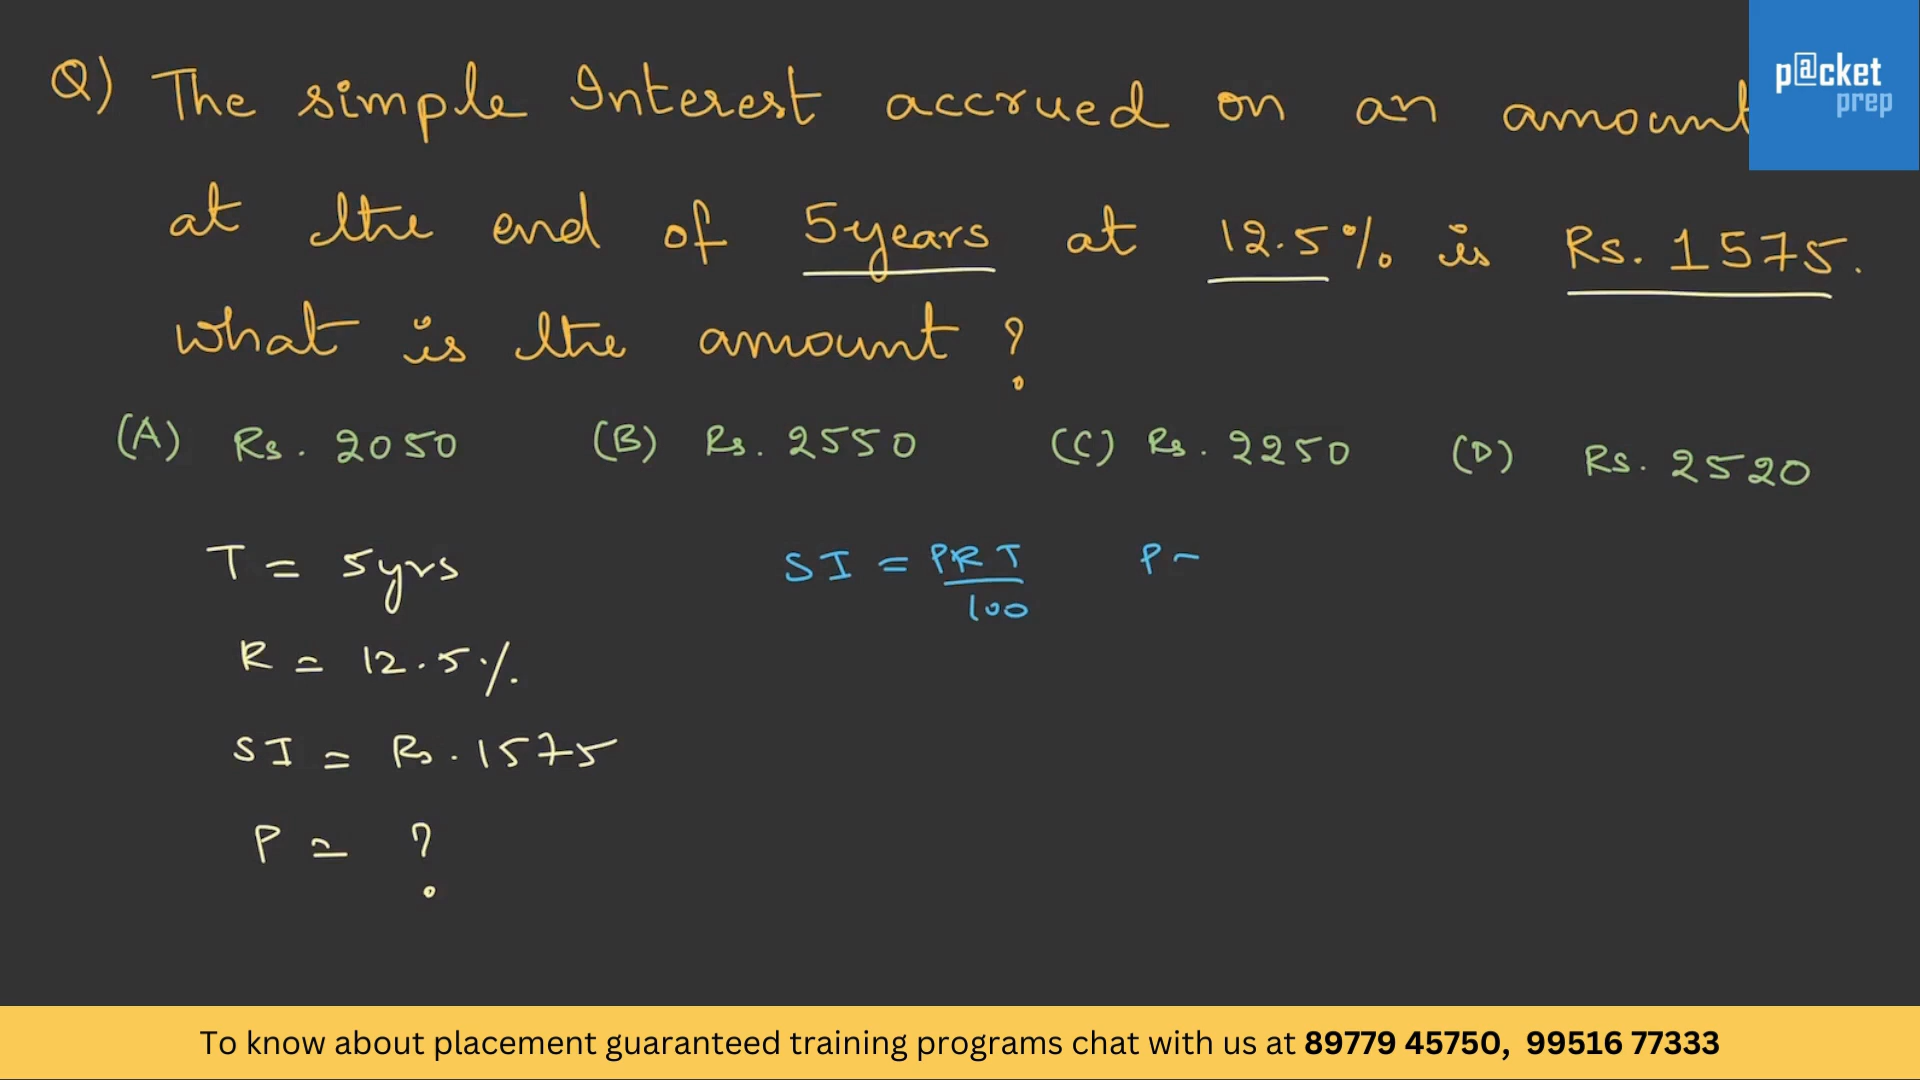 Q) The simple Interest accrued on an amount
p@cket
prep
at the end of 5years at 12.5% is Rs. 1575.
what is the amount ?
(A) Rs. 2050 (B) Rs. 2550 (C) Rs. 2250 (D) Rs. 2520
T = 5yrs
SI = PRT
100
P -
R = 12.5%.
SI = Rs. 1575
P = ?
To know about placement guaranteed training programs chat with us at 89779 45750, 99516 77333